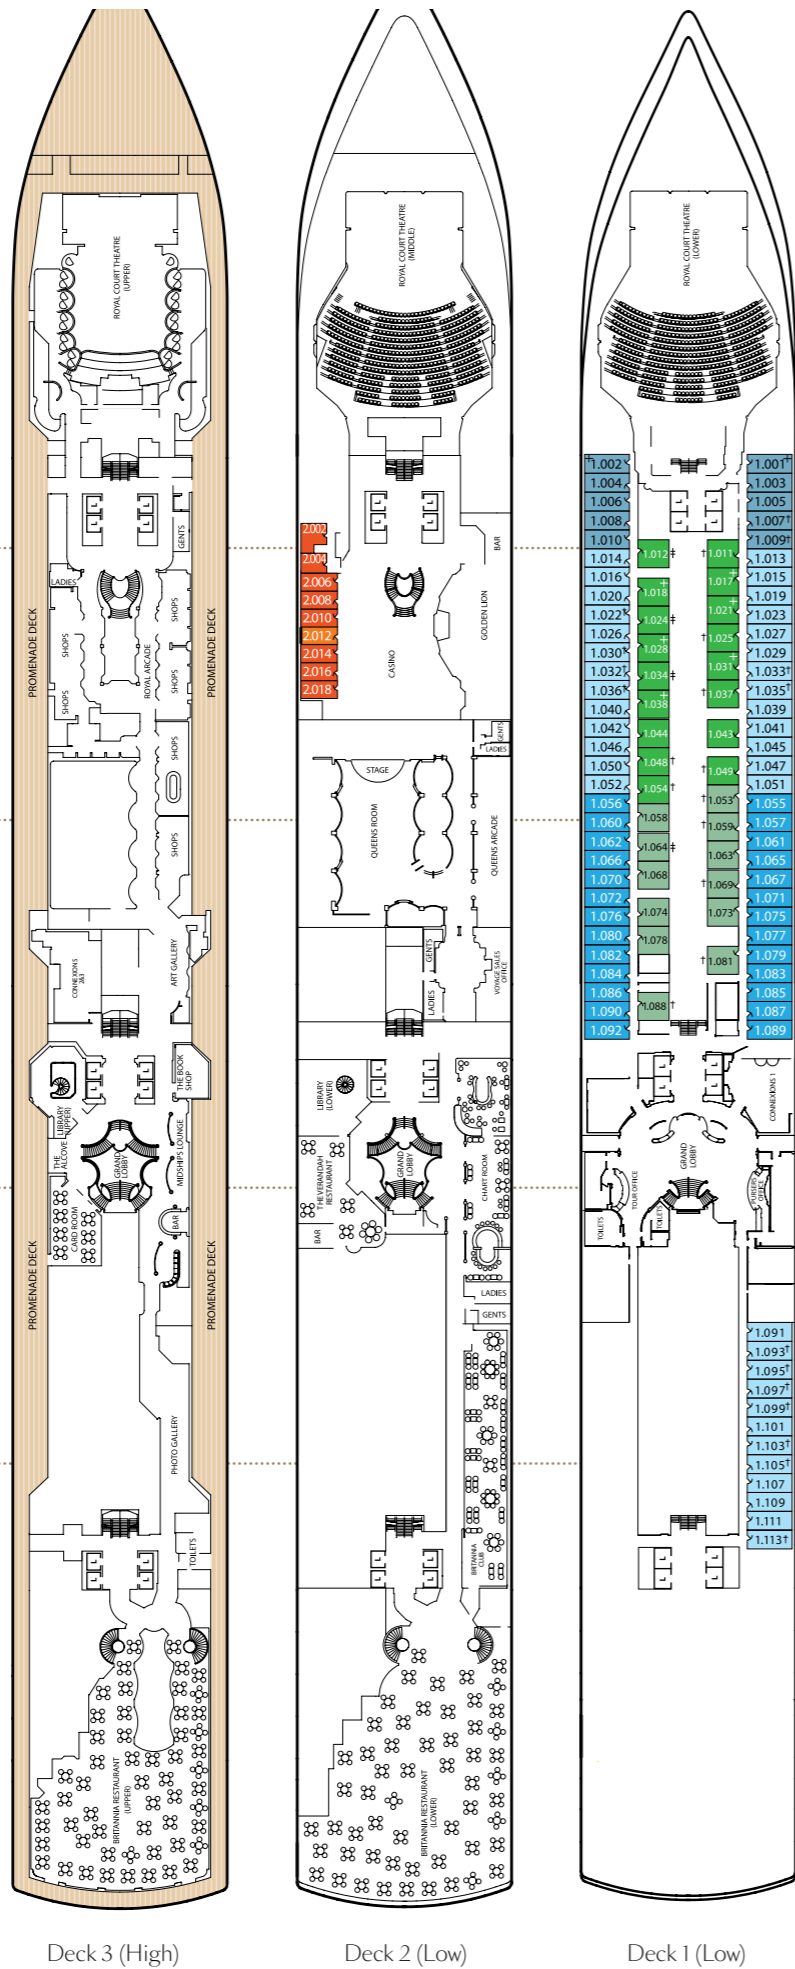 ROYAL COURT THEATRE
(UPPER)
GENTS
LADIES
SHOPS
SHOPS
ROYAL ARCADE
SHOPS
SHOPS
SHOPS
SHOPS
PROMENADE DECK
PROMENADE DECK
CONNEXIONS
2&3
ART GALLERY
THE BOOK
SHOP
LIBRARY
(UPPER)
THE
ALCOVE
GRAND
LOBBY
MIDSHIPS LOUNGE
CARD ROOM
BAR
PROMENADE DECK
PROMENADE DECK
PHOTO GALLERY
TOILETS
BRITANNIA RESTAURANT
(UPPER)
Deck 3 (High)
ROYAL COURT THEATRE
(MIDDLE)
BAR
2.002
2.004
2.006
2.008
2.010
2.012
2.014
2.016
2.018
CASINO
GOLDEN LION
GENTS
LADIES
STAGE
QUEENS ROOM
QUEENS ARCADE
GENTS
LADIES
VOYAGE SALES
OFFICE
LIBRARY
(LOWER)
THE VERANDAH
RESTAURANT
GRAND
LOBBY
CHART ROOM
BAR
LADIES
GENTS
BRITANNIA
CLUB
BRITANNIA RESTAURANT
(LOWER)
Deck 2 (Low)
ROYAL COURT THEATRE
(LOWER)
‡1.002
1.004
1.006
1.008
1.010
1.014
1.016
1.020
1.022†
1.026
1.030†
1.032†
1.036†
1.040
1.042
1.046
1.050
1.052
1.056
1.060
1.062
1.066
1.070
1.072
1.076
1.080
1.082
1.084
1.086
1.090
1.092
1.012 ‡
1.018
1.024 ‡
1.028
1.034 ‡
1.038
1.044
1.048 †
1.054 †
1.058
1.064 ‡
1.068
1.074
1.078
1.088 †
† 1.011
1.017
1.021
† 1.025
1.031
† 1.037
1.043
† 1.049
† 1.053
† 1.059
1.063
† 1.069
1.073
† 1.081
1.001‡
1.003
1.005
1.007†
1.009†
1.013
1.015
1.019
1.023
1.027
1.029
1.033†
1.035†
1.039
1.041
1.045
1.047
1.051
1.055
1.057
1.061
1.065
1.067
1.071
1.075
1.077
1.079
1.083
1.085
1.087
1.089
CONNEXIONS 1
GRAND
LOBBY
TOUR OFFICE
PURSERS
OFFICE
TOILETS
TOILETS
1.091
1.093†
1.095†
1.097†
1.099†
1.101
1.103†
1.105†
1.107
1.109
1.111
1.113†
Deck 1 (Low)